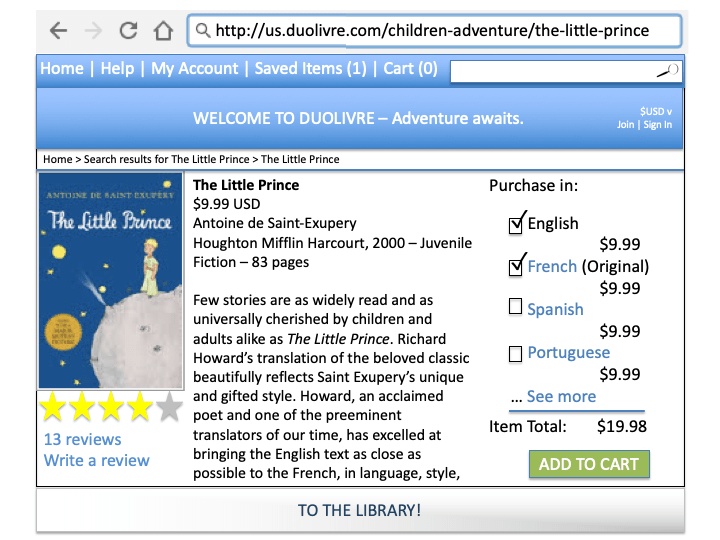 http://us.duolivre.com/children-adventure/the-little-prince
Home | Help | My Account | Saved Items (1) | Cart (0)
WELCOME TO DUOLIVRE – Adventure awaits.
$USD v
Join | Sign In
Home > Search results for The Little Prince > The Little Prince
ANTOINE DE SAINT-EXUPÉRY
The Little Prince
13 reviews
Write a review
The Little Prince
$9.99 USD
Antoine de Saint-Exupery
Houghton Mifflin Harcourt, 2000 – Juvenile
Fiction – 83 pages
Few stories are as widely read and as
universally cherished by children and
adults alike as The Little Prince. Richard
Howard's translation of the beloved classic
beautifully reflects Saint Exupery's unique
and gifted style. Howard, an acclaimed
poet and one of the preeminent
translators of our time, has excelled at
bringing the English text as close as
possible to the French, in language, style,
Purchase in:
English
$9.99
French (Original)
$9.99
Spanish
$9.99
Portuguese
$9.99
... See more
Item Total: $19.98
ADD TO CART
TO THE LIBRARY!